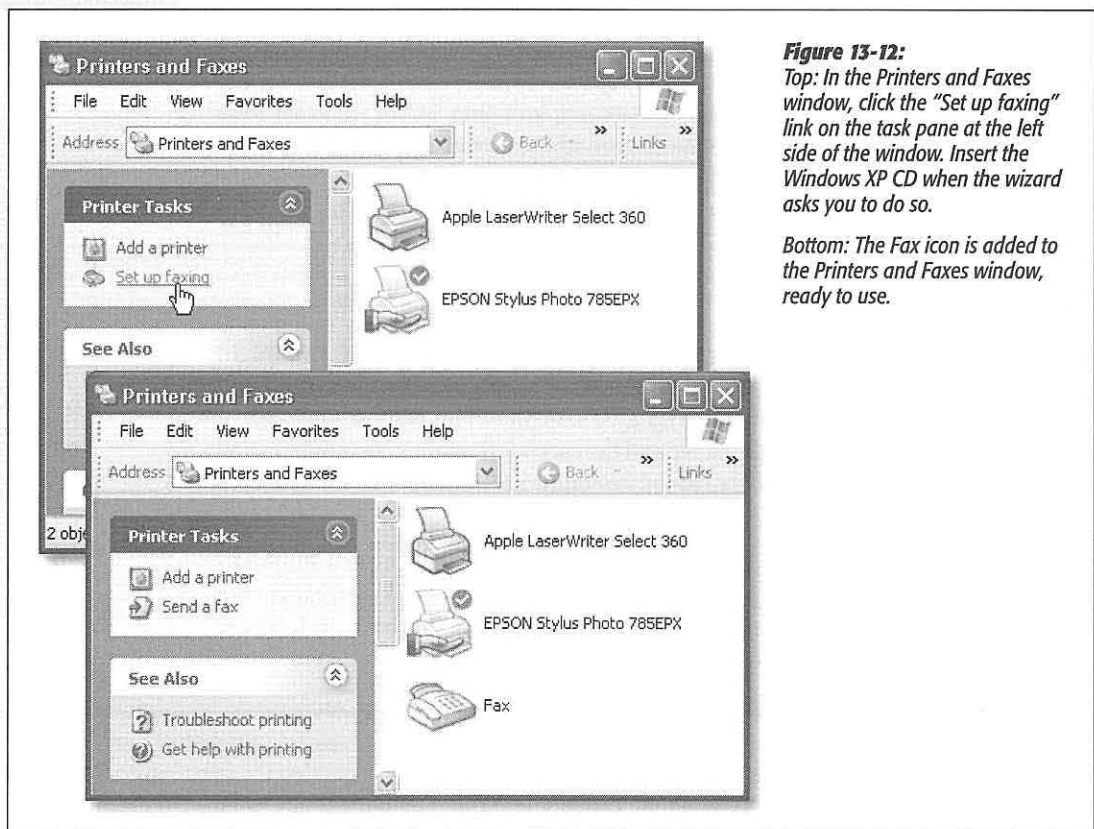 Printers and Faxes
File Edit View Favorites Tools Help
Address Printers and Faxes Back » Links »
Printer Tasks
Add a printer
Set up faxing
See Also
Apple LaserWriter Select 360
EPSON Stylus Photo 785EPX
2 obje
Printers and Faxes
File Edit View Favorites Tools Help
Address Printers and Faxes Back » Links »
Printer Tasks
Add a printer
Send a fax
See Also
Troubleshoot printing
Get help with printing
Apple LaserWriter Select 360
EPSON Stylus Photo 785EPX
Fax
Figure 13-12:
Top: In the Printers and Faxes
window, click the “Set up faxing”
link on the task pane at the left
side of the window. Insert the
Windows XP CD when the wizard
asks you to do so.
Bottom: The Fax icon is added to
the Printers and Faxes window,
ready to use.